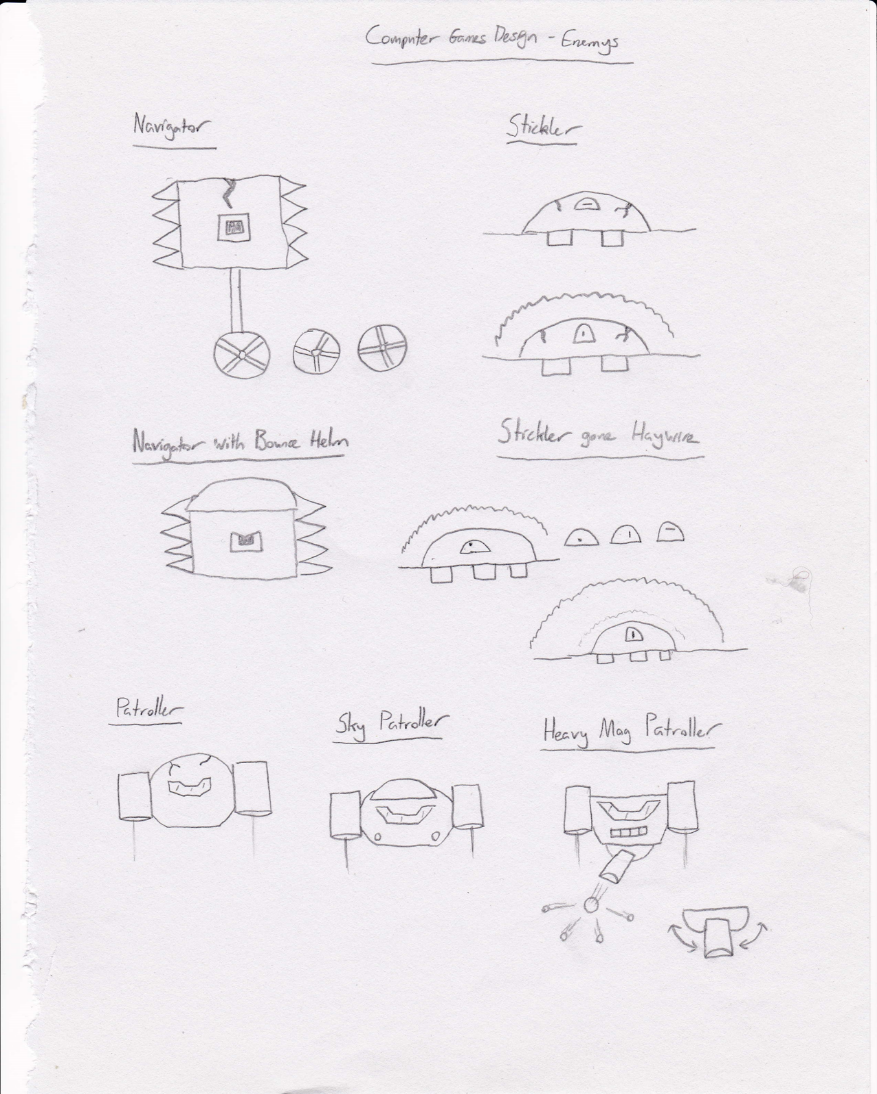 Computer Games Design - Enemys
Navigator
Stickler
Navigator with Bounce Helm
Stickler gone Haywire
Patroller
Sky Patroller
Heavy Mag Patroller